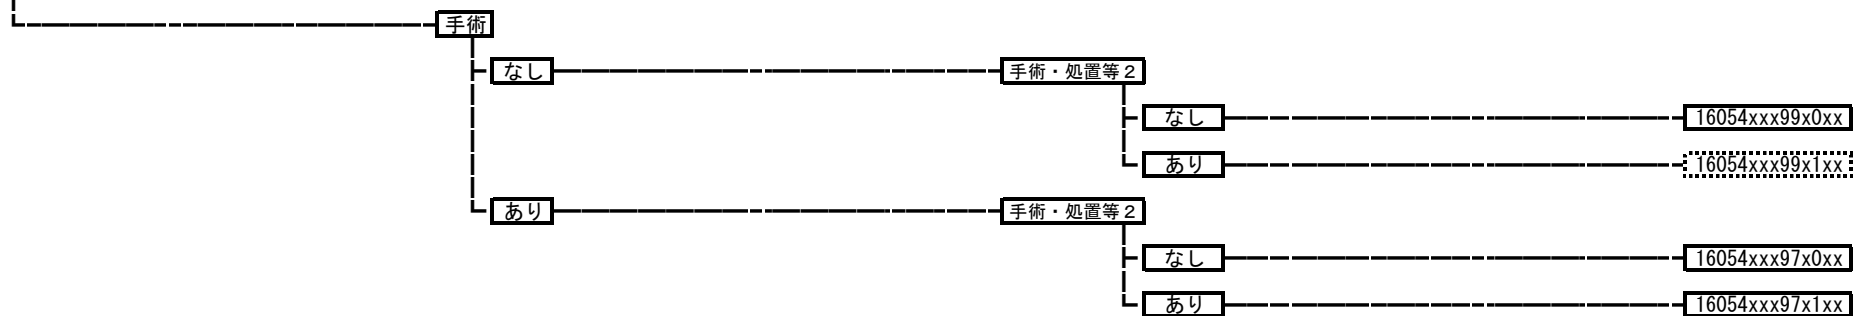 手術
なし 手術・処置等２
なし 16054xxx99x0xx
あり 16054xxx99x1xx
あり 手術・処置等２
なし 16054xxx97x0xx
あり 16054xxx97x1xx